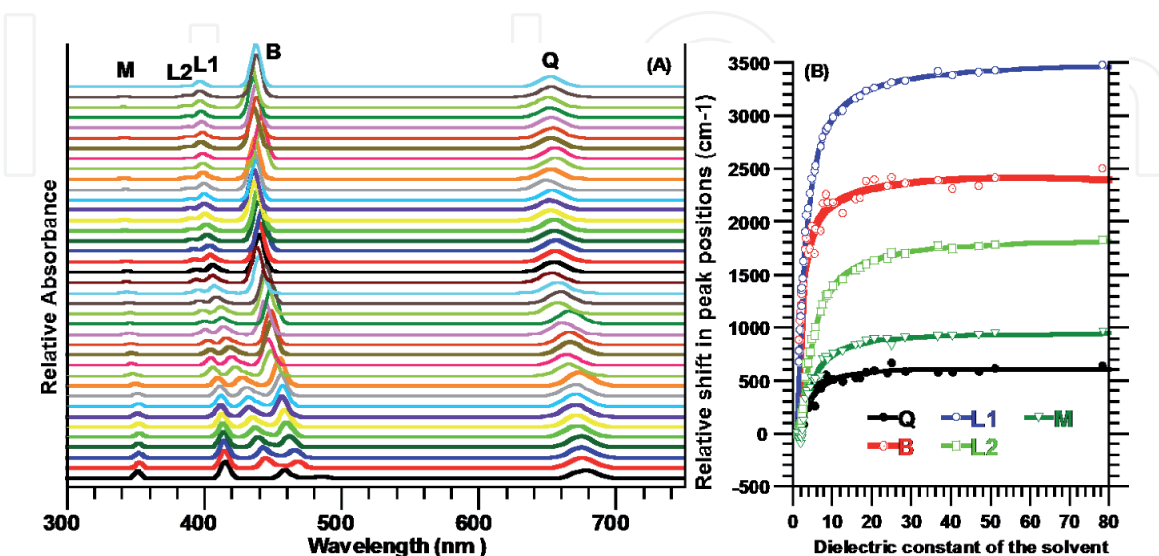 M
L2
L1
B
Q
(A)
Relative Absorbance
300
400
500
600
700
Wavelength (nm )
(B)
Relative shift in peak positions (cm-1)
3500
3000
2500
2000
1500
1000
500
0
-500
Q
L1
M
B
L2
0
10
20
30
40
50
60
70
80
Dielectric constant of the solvent